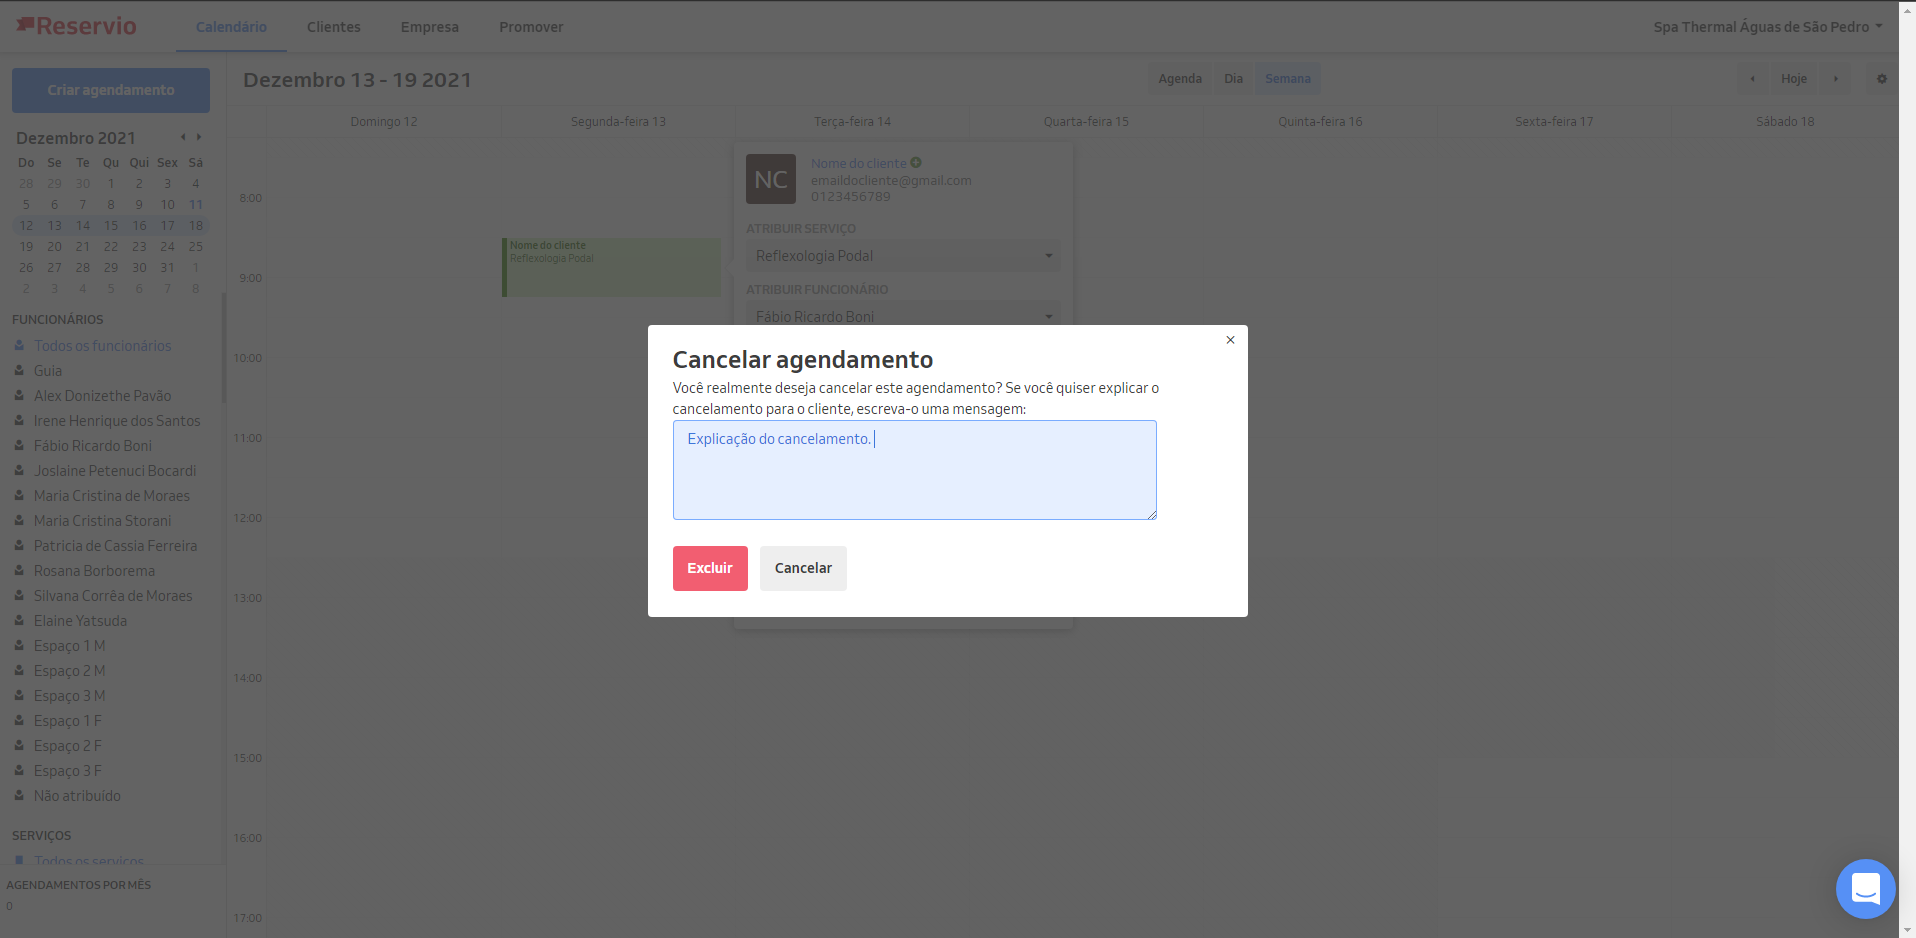 Reservio
Calendário
Clientes
Empresa
Promover
Spa Thermal Águas de São Pedro
Criar agendamento
Dezembro 2021
Do Se Te Qu Qui Sex Sá
28 29 30 1 2 3 4
5 6 7 8 9 10 11
12 13 14 15 16 17 18
19 20 21 22 23 24 25
26 27 28 29 30 31 1
2 3 4 5 6 7 8
FUNCIONÁRIOS
Todos os funcionários
Guia
Alex Donizethe Pavão
Irene Henrique dos Santos
Fábio Ricardo Boni
Joslaine Petenuci Bocardi
Maria Cristina de Moraes
Maria Cristina Storani
Patricia de Cassia Ferreira
Rosana Borborema
Silvana Corrêa de Moraes
Elaine Yatsuda
Espaço 1 M
Espaço 2 M
Espaço 3 M
Espaço 1 F
Espaço 2 F
Espaço 3 F
Não atribuído
SERVIÇOS
Todos os serviços
AGENDAMENTOS POR MÊS
0
Dezembro 13 - 19 2021
Agenda
Dia
Semana
Hoje
Domingo 12
Segunda-feira 13
Terça-feira 14
Quarta-feira 15
Quinta-feira 16
Sexta-feira 17
Sábado 18
8:00
9:00
10:00
11:00
12:00
13:00
14:00
15:00
16:00
17:00
Nome do cliente
Reflexologia Podal
NC
Nome do cliente
emaildocliente@gmail.com
0123456789
ATRIBUIR SERVIÇO
Reflexologia Podal
ATRIBUIR FUNCIONÁRIO
Fábio Ricardo Boni
Cancelar agendamento
Você realmente deseja cancelar este agendamento? Se você quiser explicar o
cancelamento para o cliente, escreva-o uma mensagem:
Explicação do cancelamento.
Excluir
Cancelar